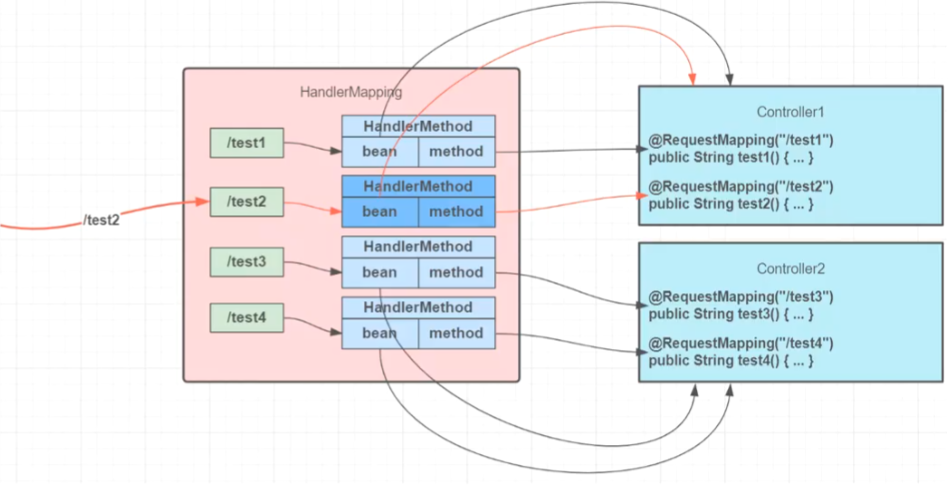 HandlerMapping
/test1
HandlerMethod
bean method
/test2
/test2
HandlerMethod
bean method
/test3
HandlerMethod
bean method
/test4
HandlerMethod
bean method
Controller1
@RequestMapping("/test1")
public String test1() { ... }
@RequestMapping("/test2")
public String test2() { ... }
Controller2
@RequestMapping("/test3")
public String test3() { ... }
@RequestMapping("/test4")
public String test4() { ... }